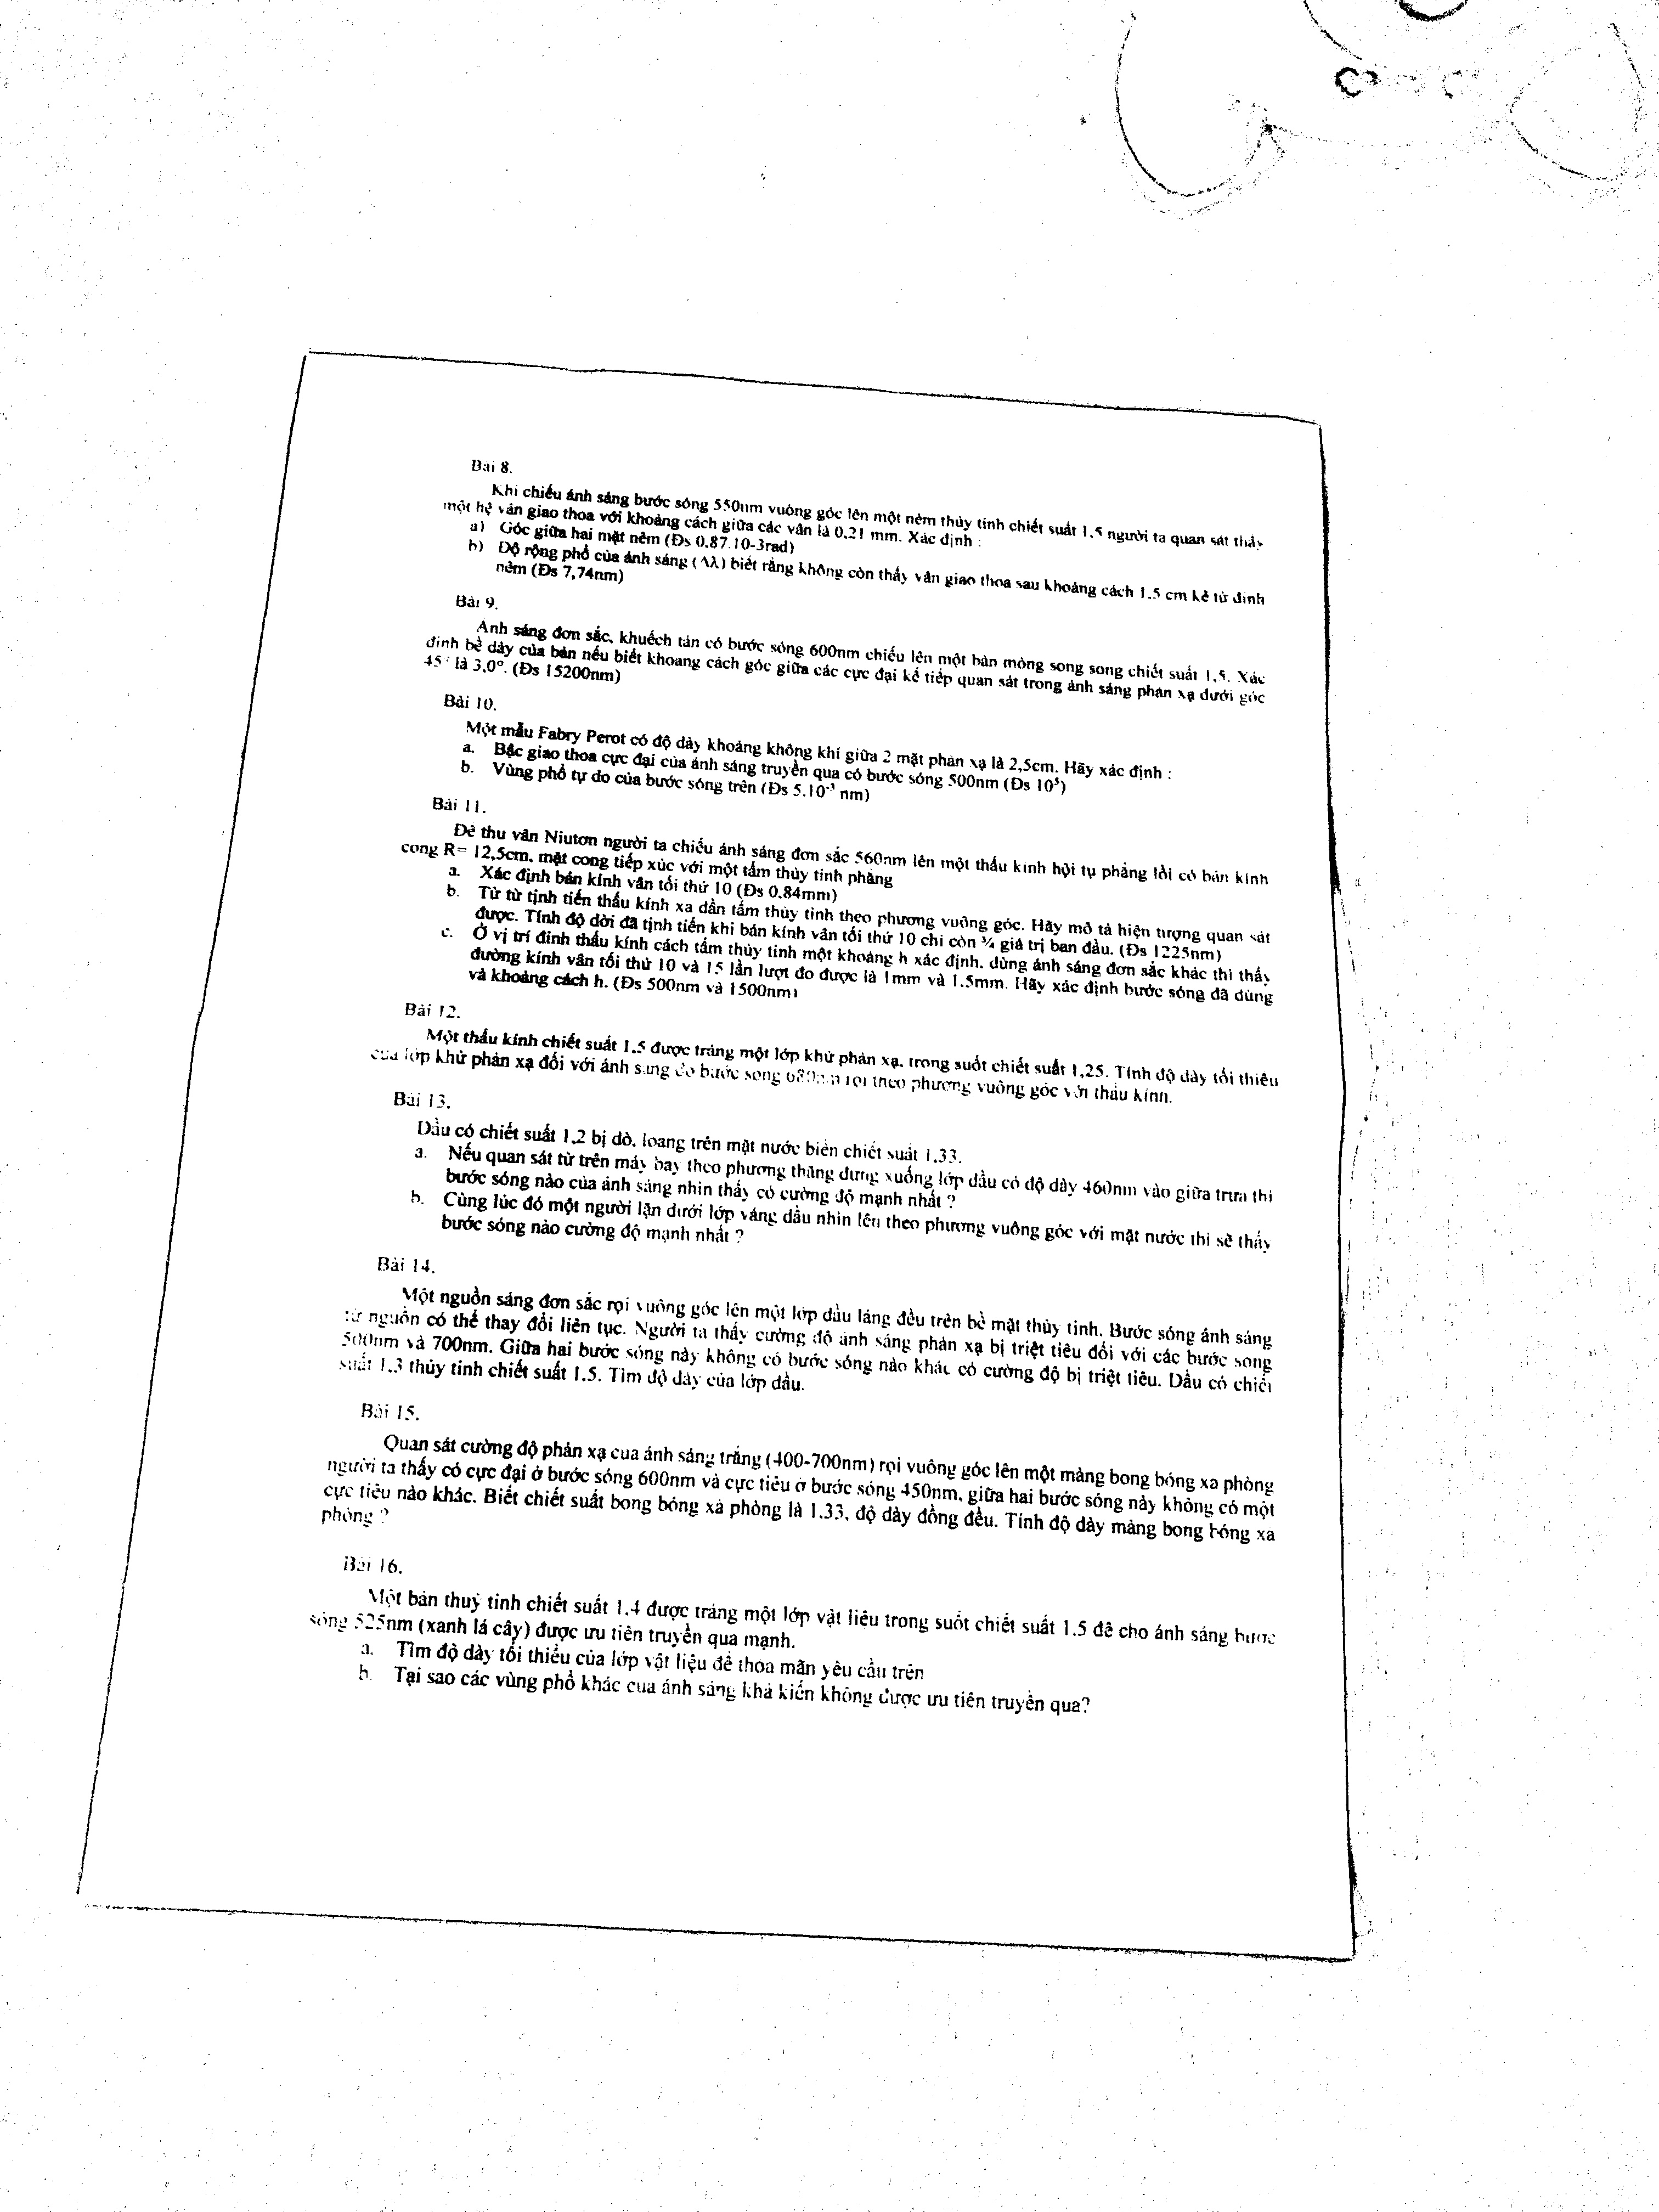 Bài 8.
Khi chiếu ánh sáng bước sóng 550nm vuông góc lên một nêm thủy tinh chiết suất 1.5 người ta quan sát thấy
một hệ vân giao thoa với khoảng cách giữa các vân là 0.21 mm. Xác định :
a) Góc giữa hai mặt nêm (Đs 0.87.10-3rad)
b) Độ rộng phổ của ánh sáng (Δλ) biết rằng không còn thấy vân giao thoa sau khoảng cách 1.5 cm kể từ đỉnh
nêm (Đs 7,74nm)
Bài 9.
Ánh sáng đơn sắc, khuếch tán có bước sóng 600nm chiếu lên một bản mỏng song song chiết suất 1.5. Xác
định bề dày của bản nếu biết khoảng cách góc giữa các cực đại kế tiếp quan sát trong ánh sáng phản xạ dưới góc
45° là 3.0°. (Đs 15200nm)
Bài 10.
Một mẫu Fabry Perot có độ dày khoảng không khí giữa 2 mặt phản xạ là 2,5cm. Hãy xác định :
a. Bậc giao thoa cực đại của ánh sáng truyền qua có bước sóng 500nm (Đs 10⁵)
b. Vùng phổ tự do của bước sóng trên (Đs 5.10⁻³ nm)
Bài 11.
Để thu vân Niutơn người ta chiếu ánh sáng đơn sắc 560nm lên một thấu kính hội tụ phẳng lồi có bán kính
cong R= 12,5cm, mặt cong tiếp xúc với một tấm thủy tinh phẳng
a. Xác định bán kính vân tối thứ 10 (Đs 0.84mm)
b. Từ từ tịnh tiến thấu kính xa dần tấm thủy tinh theo phương vuông góc. Hãy mô tả hiện tượng quan sát
được. Tính độ dời đã tịnh tiến khi bán kính vân tối thứ 10 chỉ còn ¾ giá trị ban đầu. (Đs 1225nm)
c. Ở vị trí đỉnh thấu kính cách tấm thủy tinh một khoảng h xác định, dùng ánh sáng đơn sắc khác thì thấy
đường kính vân tối thứ 10 và 15 lần lượt đo được là 1mm và 1.5mm. Hãy xác định bước sóng đã dùng
và khoảng cách h. (Đs 500nm và 1500nm)
Bài 12.
Một thấu kính chiết suất 1.5 được tráng một lớp khử phản xạ, trong suốt chiết suất 1,25. Tính độ dày tối thiểu
của lớp khử phản xạ đối với ánh sáng có bước sóng rọi theo phương vuông góc với thấu kính.
Bài 13.
Dầu có chiết suất 1.2 bị dò, loang trên mặt nước biển chiết suất 1.33.
a. Nếu quan sát từ trên máy bay theo phương thẳng đứng xuống lớp dầu có độ dày 460nm vào giữa trưa thì
bước sóng nào của ánh sáng nhìn thấy có cường độ mạnh nhất ?
b. Cùng lúc đó một người lặn dưới lớp váng dầu nhìn lên theo phương vuông góc với mặt nước thì sẽ thấy
bước sóng nào cường độ mạnh nhất ?
Bài 14.
Một nguồn sáng đơn sắc rọi vuông góc lên một lớp dầu láng đều trên bề mặt thủy tinh. Bước sóng ánh sáng
từ nguồn có thể thay đổi liên tục. Người ta thấy cường độ ánh sáng phản xạ bị triệt tiêu đối với các bước sóng
500nm và 700nm. Giữa hai bước sóng này không có bước sóng nào khác có cường độ bị triệt tiêu. Dầu có chiết
suất 1.3 thủy tinh chiết suất 1.5. Tìm độ dày của lớp dầu.
Bài 15.
Quan sát cường độ phản xạ của ánh sáng trắng (400-700nm) rọi vuông góc lên một màng bong bóng xà phòng
người ta thấy có cực đại ở bước sóng 600nm và cực tiểu ở bước sóng 450nm, giữa hai bước sóng này không có một
cực tiểu nào khác. Biết chiết suất bong bóng xà phòng là 1.33, độ dày đồng đều. Tính độ dày màng bong bóng xà
phòng ?
Bài 16.
Một bản thuỷ tinh chiết suất 1.4 được tráng một lớp vật liệu trong suốt chiết suất 1.5 để cho ánh sáng bước
sóng 525nm (xanh lá cây) được ưu tiên truyền qua mạnh.
a. Tìm độ dày tối thiểu của lớp vật liệu để thoả mãn yêu cầu trên
b. Tại sao các vùng phổ khác của ánh sáng khả kiến không được ưu tiên truyền qua?